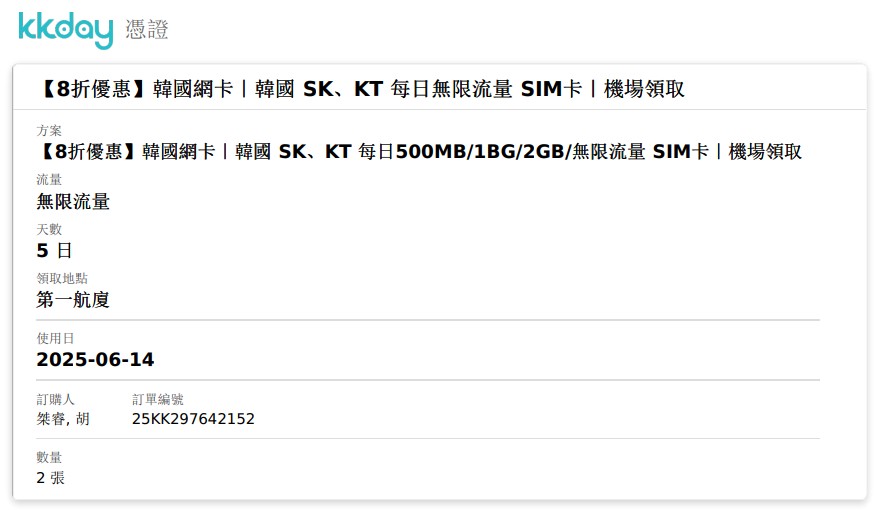 kkday 憑證
【8折優惠】韓國網卡｜韓國 SK、KT 每日無限流量 SIM卡｜機場領取
方案
【8折優惠】韓國網卡｜韓國 SK、KT 每日500MB/1BG/2GB/無限流量 SIM卡｜機場領取
流量
無限流量
天數
5 日
領取地點
第一航廈
使用日
2025-06-14
訂購人 訂單編號
桀睿, 胡 25KK297642152
數量
2 張